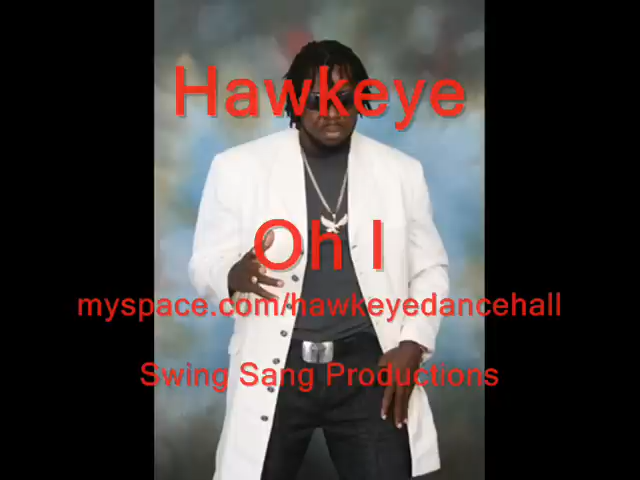 Hawkeye
Oh I
myspace.com/hawkeyedancehall
Swing Sang Productions